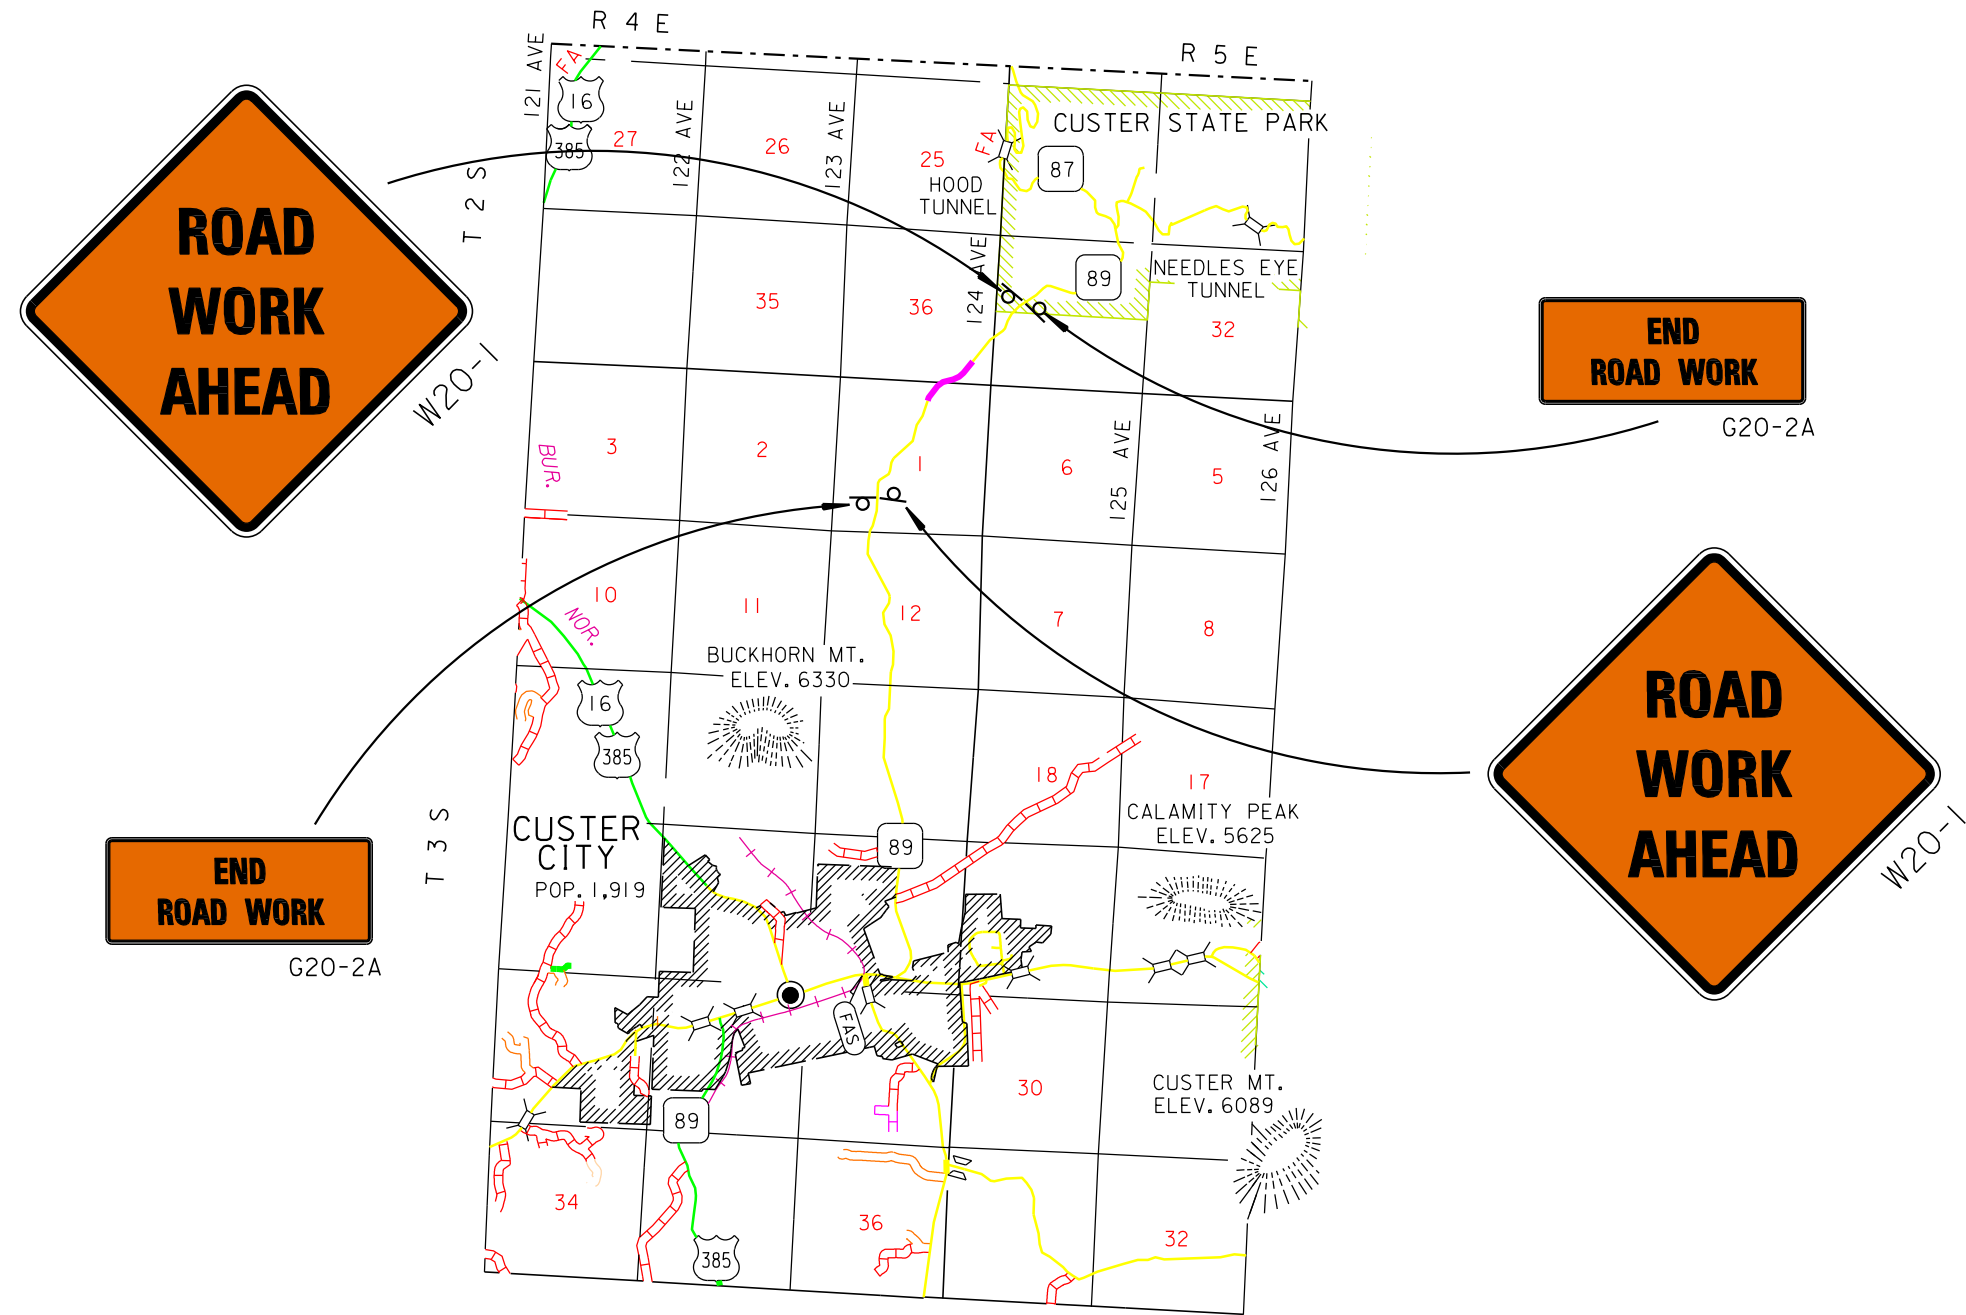 R 4 E
R 5 E
121 AVE
FA
16
385
27
122 AVE
26
123 AVE
25
FA
CUSTER STATE PARK
87
HOOD
TUNNEL
T 2 S
124 AVE
89
NEEDLES EYE
TUNNEL
35
36
32
ROAD
WORK
AHEAD
W20-1
END
ROAD WORK
G20-2A
BUR.
3
2
1
6
125 AVE
5
126 AVE
10
NOR.
11
12
7
8
BUCKHORN MT.
ELEV. 6330
16
385
18
17
CALAMITY PEAK
ELEV. 5625
ROAD
WORK
AHEAD
W20-1
T 3 S
CUSTER
CITY
POP. 1,919
89
END
ROAD WORK
G20-2A
FAS
30
CUSTER MT.
ELEV. 6089
89
34
36
32
385